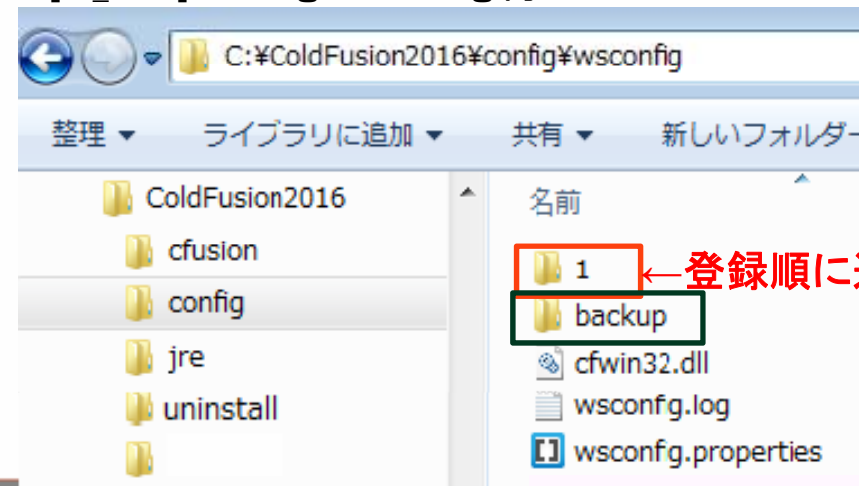 C:¥ColdFusion2016¥config¥wsconfig
整理 ライブラリに追加 共有 新しいフォルダー
ColdFusion2016
cfusion
config
jre
uninstall
名前
1 ←登録順に
backup
cfwin32.dll
wsconfig.log
wsconfig.properties